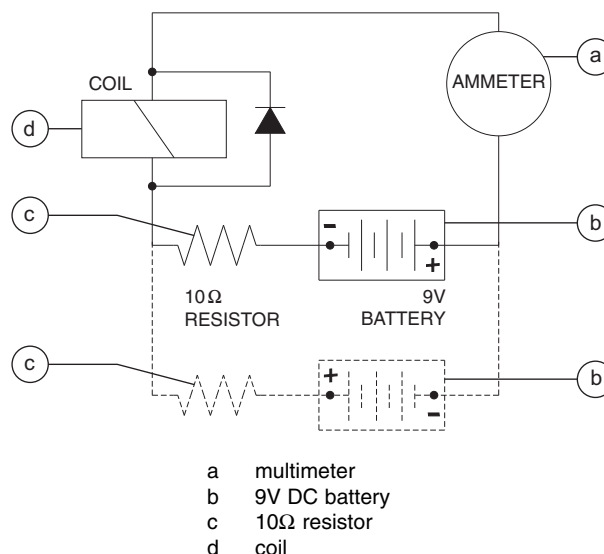 COIL
AMMETER
a
d
c
b
-
+
10Ω
RESISTOR
9V
BATTERY
c
b
+
-
a multimeter
b 9V DC battery
c 10Ω resistor
d coil